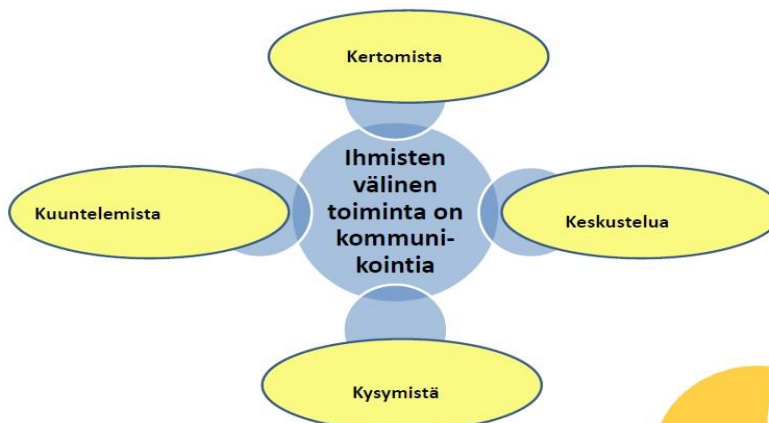 Kertomista
Ihmisten
välinen
toiminta on
kommuni-
kointia
Kuuntelemista
Keskustelua
Kysymistä